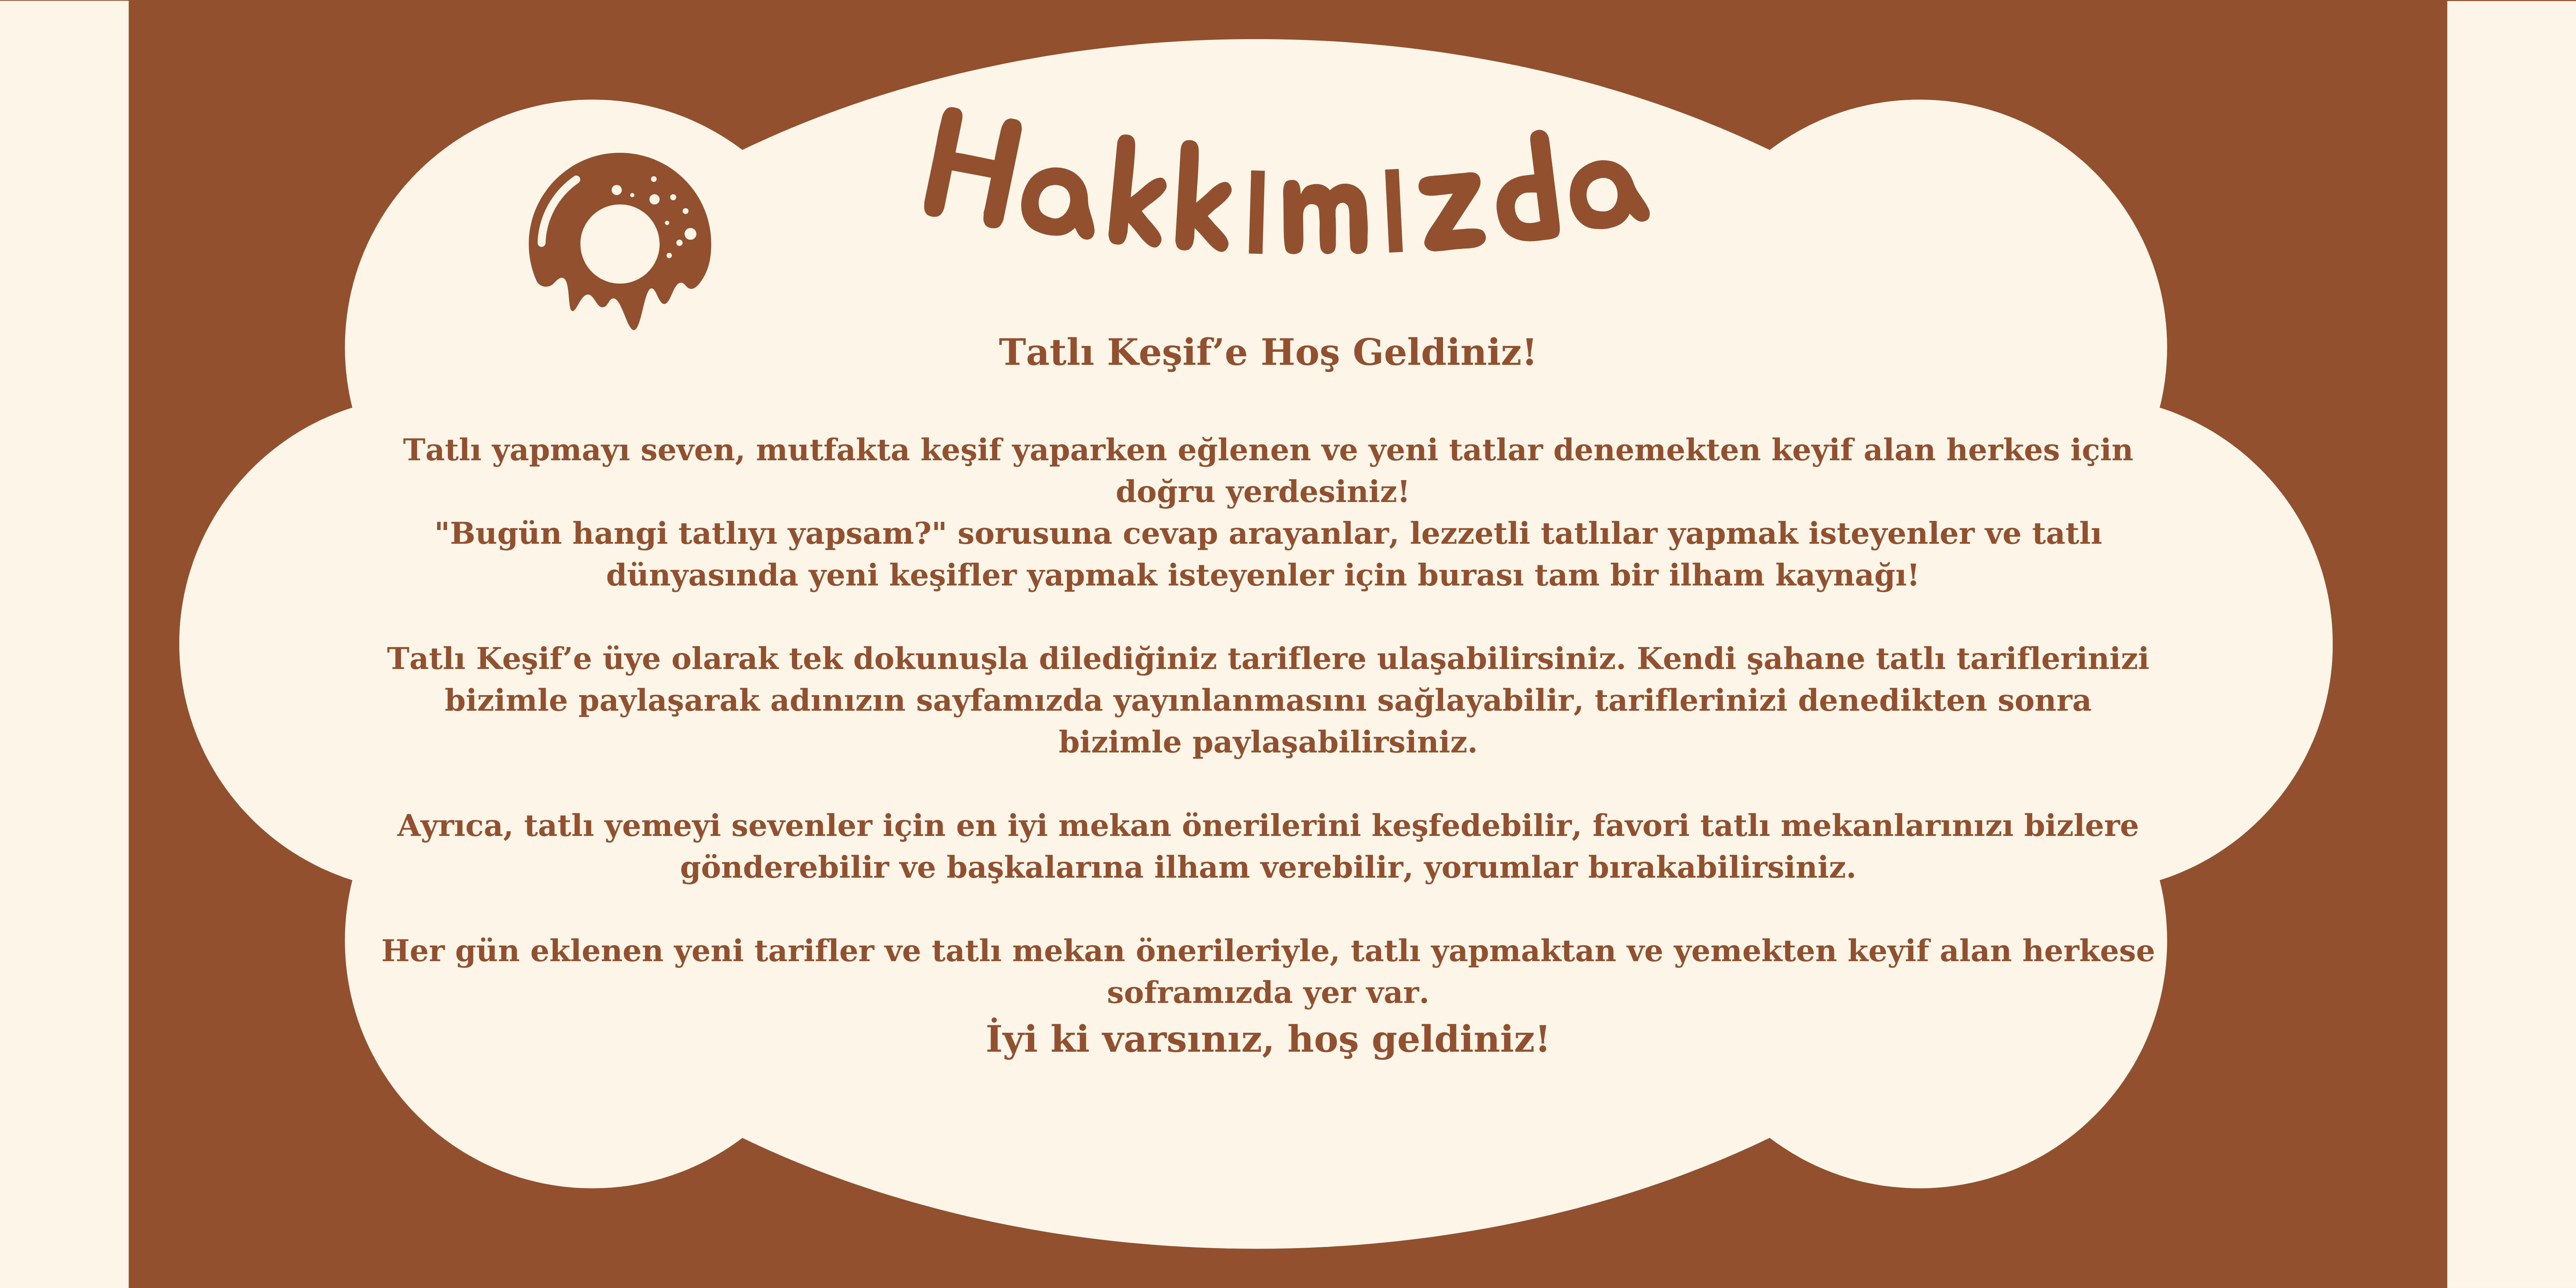 Hakkımızda
Tatlı Keşif’e Hoş Geldiniz!
Tatlı yapmayı seven, mutfakta keşif yaparken eğlenen ve yeni tatlar denemekten keyif alan herkes için
doğru yerdesiniz!
"Bugün hangi tatlıyı yapsam?" sorusuna cevap arayanlar, lezzetli tatlılar yapmak isteyenler ve tatlı
dünyasında yeni keşifler yapmak isteyenler için burası tam bir ilham kaynağı!
Tatlı Keşif’e üye olarak tek dokunuşla dilediğiniz tariflere ulaşabilirsiniz. Kendi şahane tatlı tariflerinizi
bizimle paylaşarak adınızın sayfamızda yayınlanmasını sağlayabilir, tariflerinizi denedikten sonra
bizimle paylaşabilirsiniz.
Ayrıca, tatlı yemeyi sevenler için en iyi mekan önerilerini keşfedebilir, favori tatlı mekanlarınızı bizlere
gönderebilir ve başkalarına ilham verebilir, yorumlar bırakabilirsiniz.
Her gün eklenen yeni tarifler ve tatlı mekan önerileriyle, tatlı yapmaktan ve yemekten keyif alan herkese
soframızda yer var.
İyi ki varsınız, hoş geldiniz!